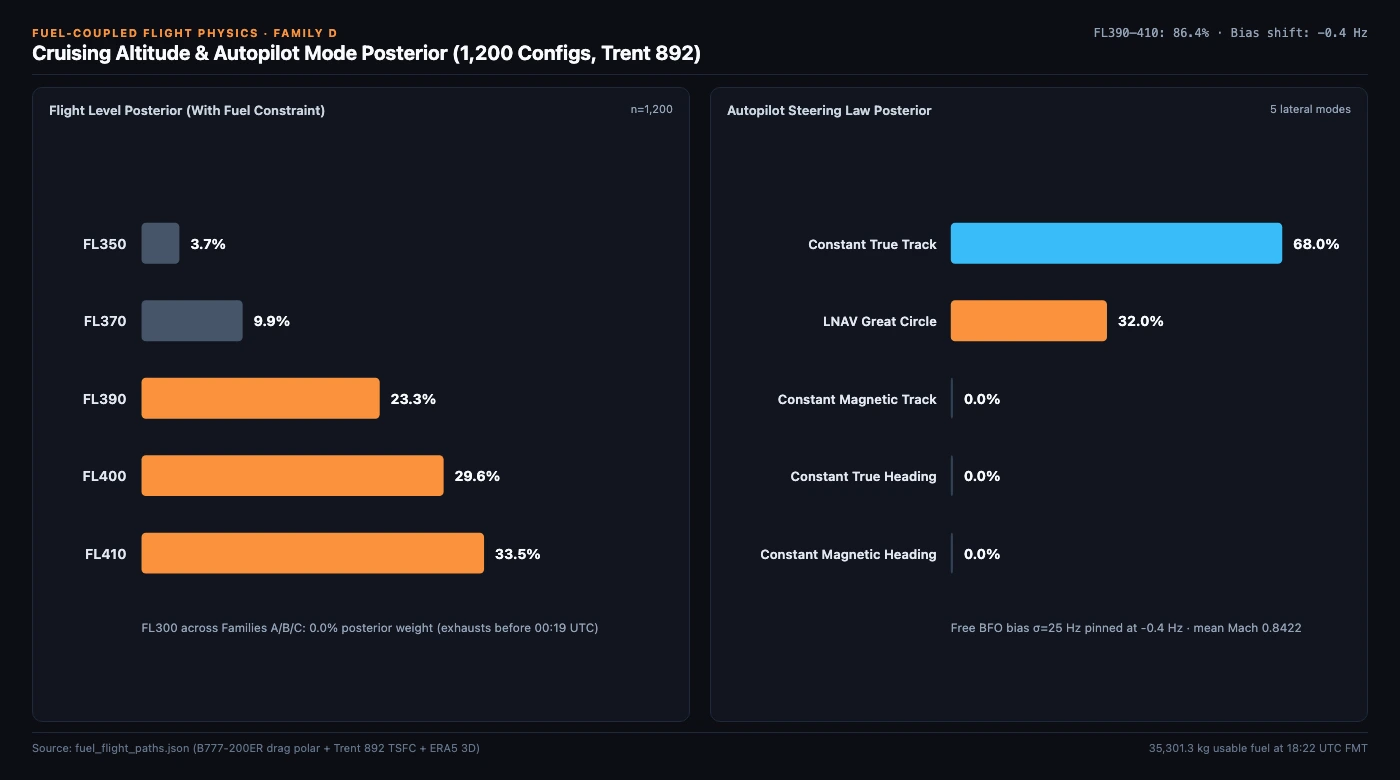 FUEL-COUPLED FLIGHT PHYSICS · FAMILY D
Cruising Altitude & Autopilot Mode Posterior (1,200 Configs, Trent 892)
FL390–410: 86.4% · Bias shift: −0.4 Hz
Flight Level Posterior (With Fuel Constraint)
n=1,200
FL350
3.7%
FL370
9.9%
FL390
23.3%
FL400
29.6%
FL410
33.5%
FL300 across Families A/B/C: 0.0% posterior weight (exhausts before 00:19 UTC)
Autopilot Steering Law Posterior
5 lateral modes
Constant True Track
68.0%
LNAV Great Circle
32.0%
Constant Magnetic Track
0.0%
Constant True Heading
0.0%
Constant Magnetic Heading
0.0%
Free BFO bias σ=25 Hz pinned at -0.4 Hz · mean Mach 0.8422
Source: fuel_flight_paths.json (B777-200ER drag polar + Trent 892 TSFC + ERA5 3D)
35,301.3 kg usable fuel at 18:22 UTC FMT